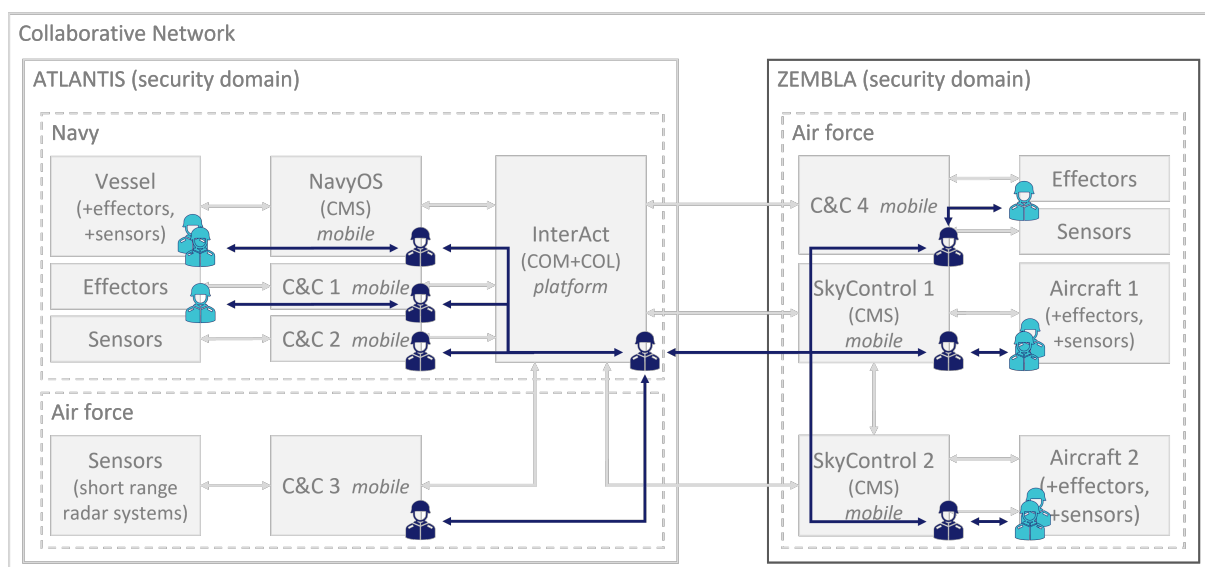 Collaborative Network
ATLANTIS (security domain)
Navy
Vessel
(+effectors,
+sensors)
NavyOS
(CMS)
mobile
InterAct
(COM+COL)
platform
Effectors
C&C 1 mobile
Sensors
C&C 2 mobile
Air force
Sensors
(short range
radar systems)
C&C 3 mobile
ZEMBLA (security domain)
Air force
C&C 4 mobile
Effectors
Sensors
SkyControl 1
(CMS)
mobile
Aircraft 1
(+effectors,
+sensors)
SkyControl 2
(CMS)
mobile
Aircraft 2
(+effectors,
+sensors)